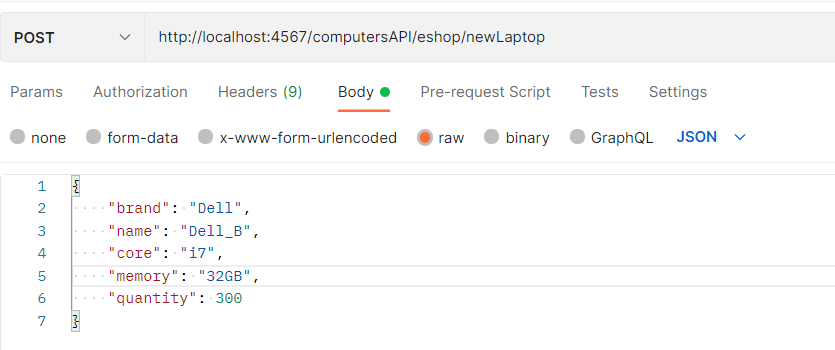 POST http://localhost:4567/computersAPI/eshop/newLaptop
Params Authorization Headers (9) Body Pre-request Script Tests Settings
none form-data x-www-form-urlencoded raw binary GraphQL JSON
1 {
2 "brand": "Dell",
3 "name": "Dell_B",
4 "core": "i7",
5 "memory": "32GB",
6 "quantity": 300
7 }